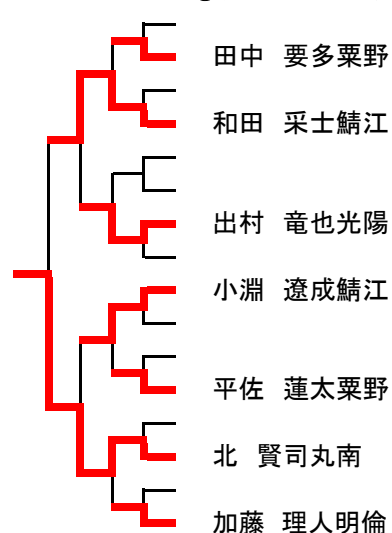 田中　要多粟野
和田　采士鯖江
出村　竜也光陽
小淵　遼成鯖江
平佐　蓮太粟野
北　賢司丸南
加藤　理人明倫